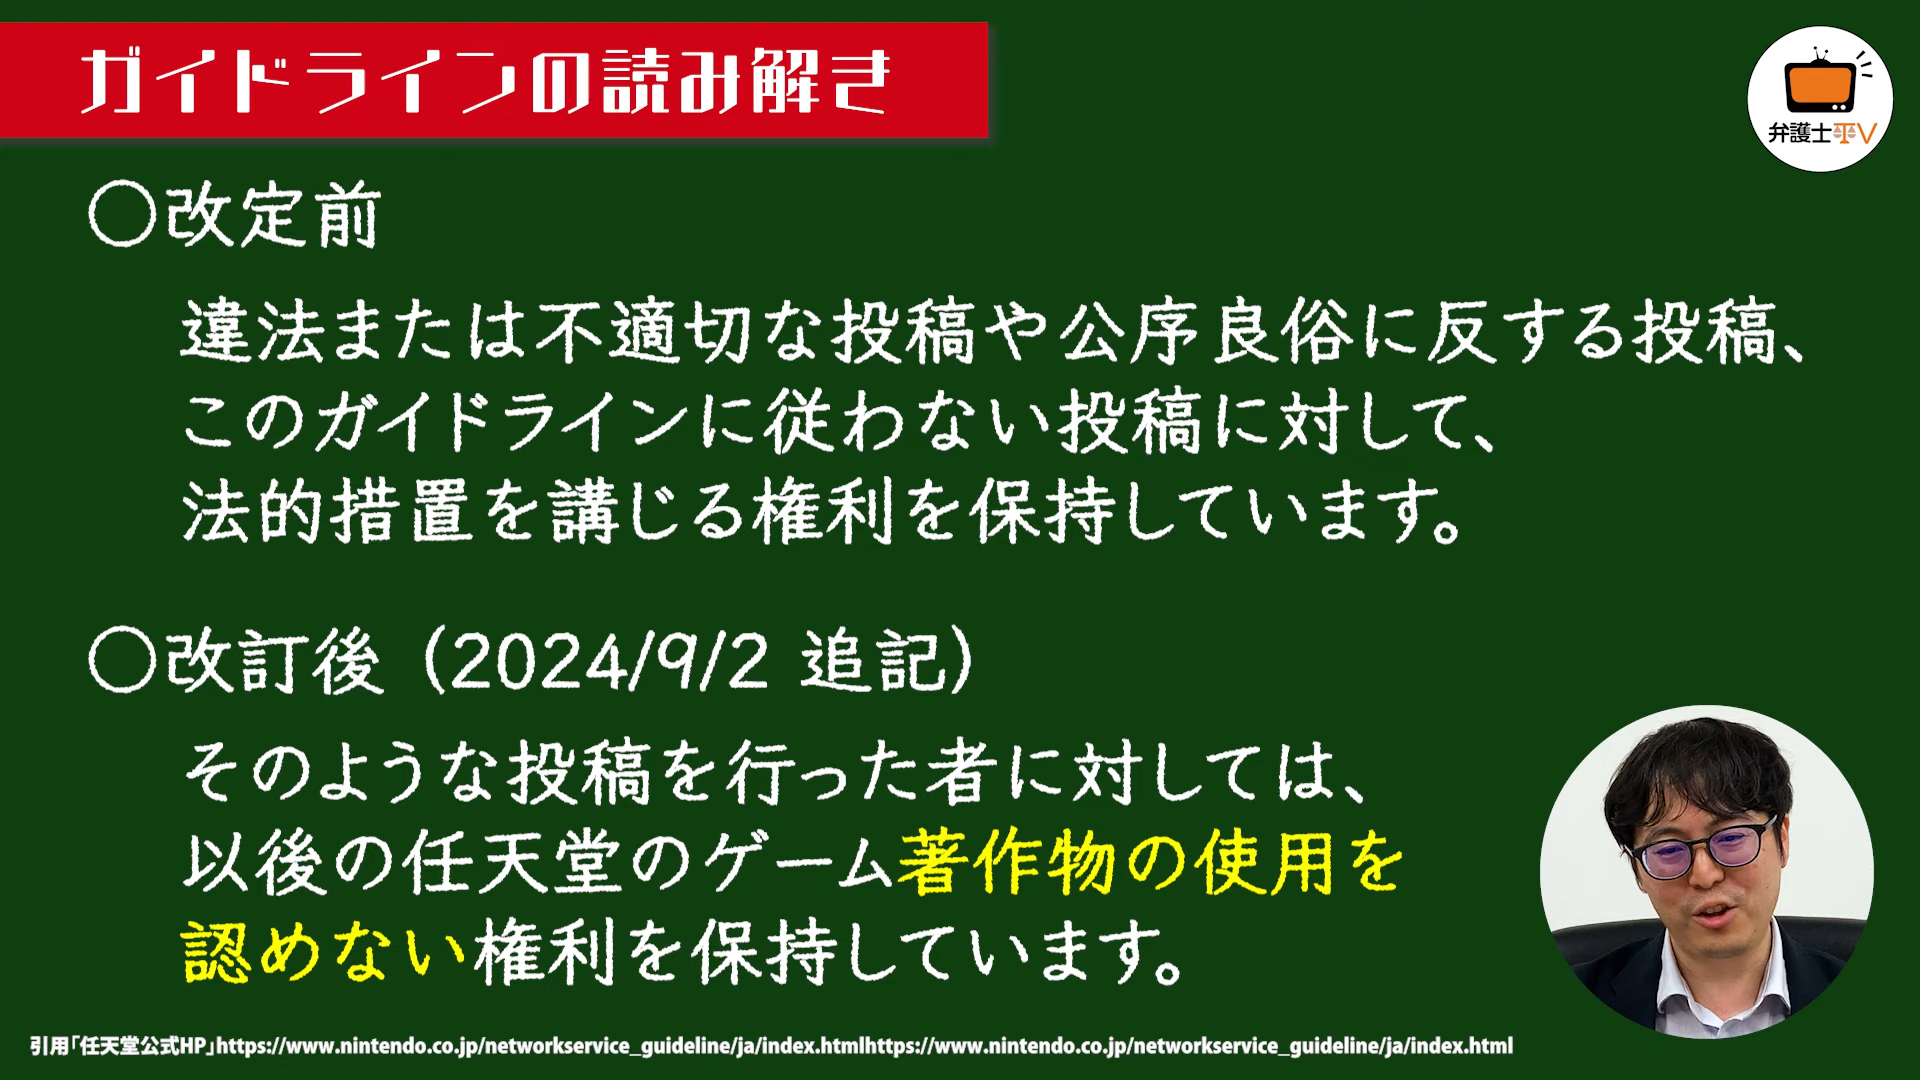 ガイドラインの読み解き
弁護士平V
○改定前
違法または不適切な投稿や公序良俗に反する投稿、
このガイドラインに従わない投稿に対して、
法的措置を講じる権利を保持しています。
○改訂後（2024/9/2 追記）
そのような投稿を行った者に対しては、
以後の任天堂のゲーム著作物の使用を
認めない権利を保持しています。
引用「任天堂公式HP」https://www.nintendo.co.jp/networkservice_guideline/ja/index.htmlhttps://www.nintendo.co.jp/networkservice_guideline/ja/index.html